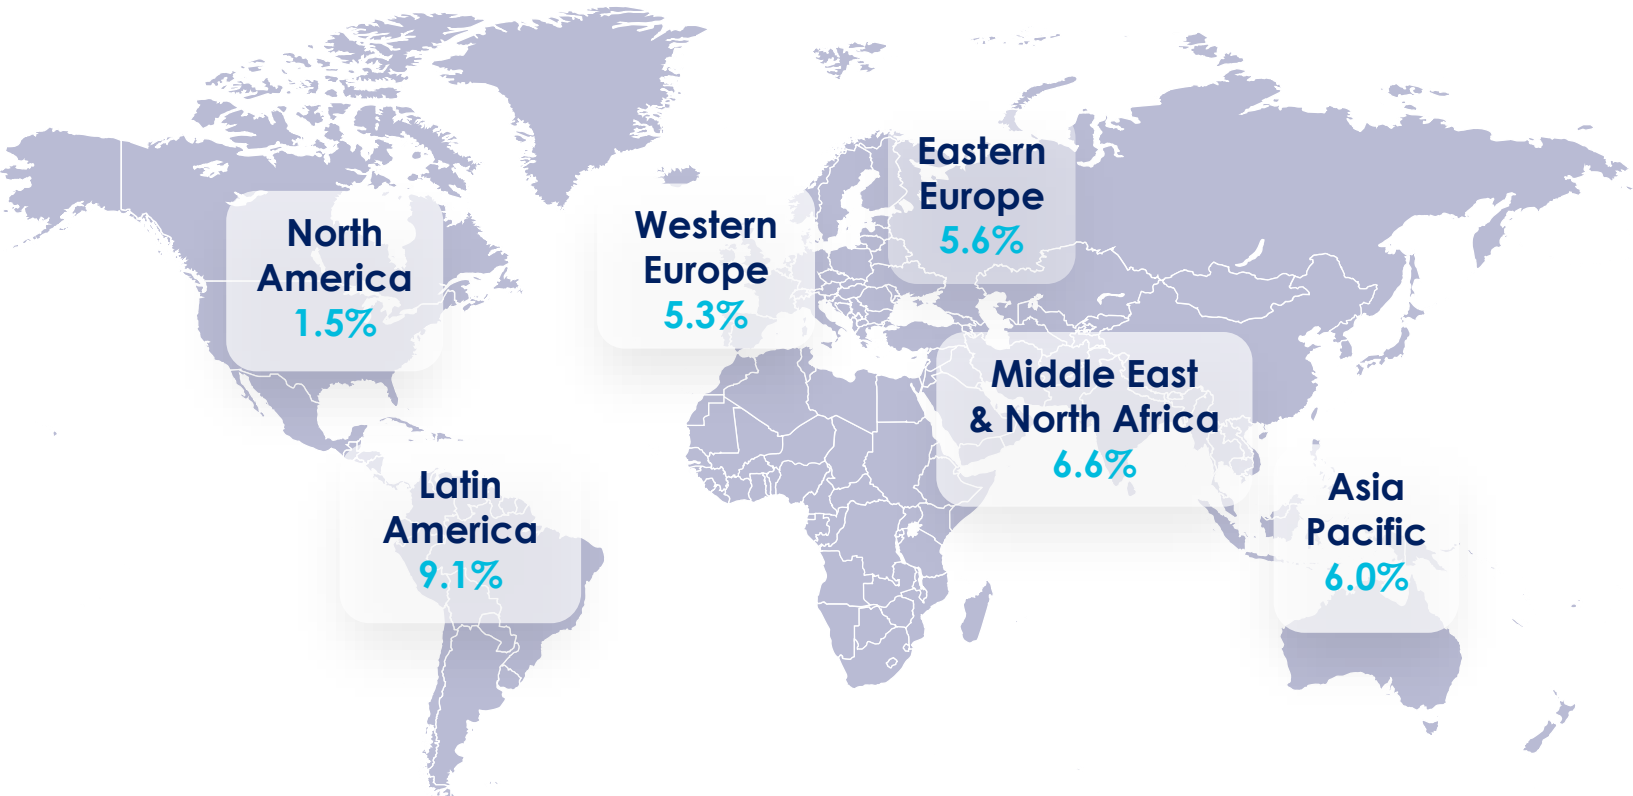 North
America
1.5%
Western
Europe
5.3%
Eastern
Europe
5.6%
Middle East
& North Africa
6.6%
Latin
America
9.1%
Asia
Pacific
6.0%